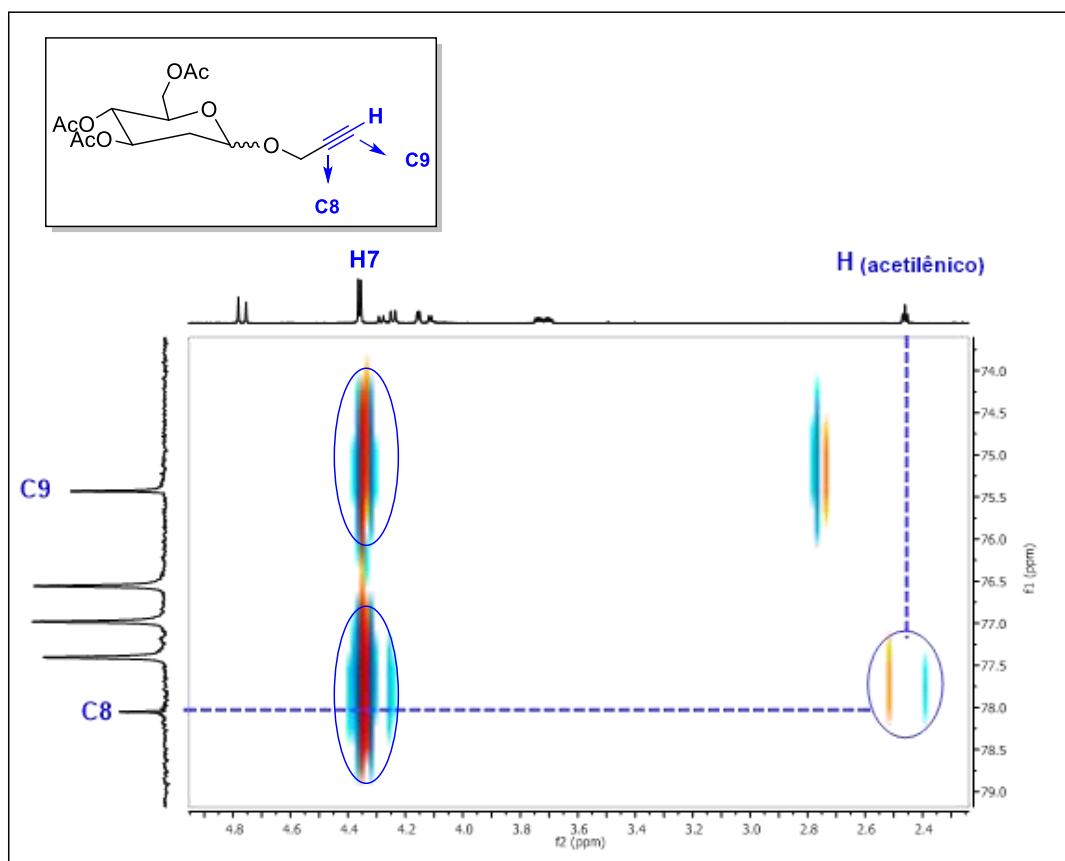 OAc
O
AcO
AcO
O
H
C9
C8
H7
H (acetilênico)
C9
C8
74.0
74.5
75.0
75.5
76.0
76.5
77.0
77.5
78.0
78.5
79.0
f1 (ppm)
4.8 4.6 4.4 4.2 4.0 3.8 3.6 3.4 3.2 3.0 2.8 2.6 2.4
f2 (ppm)